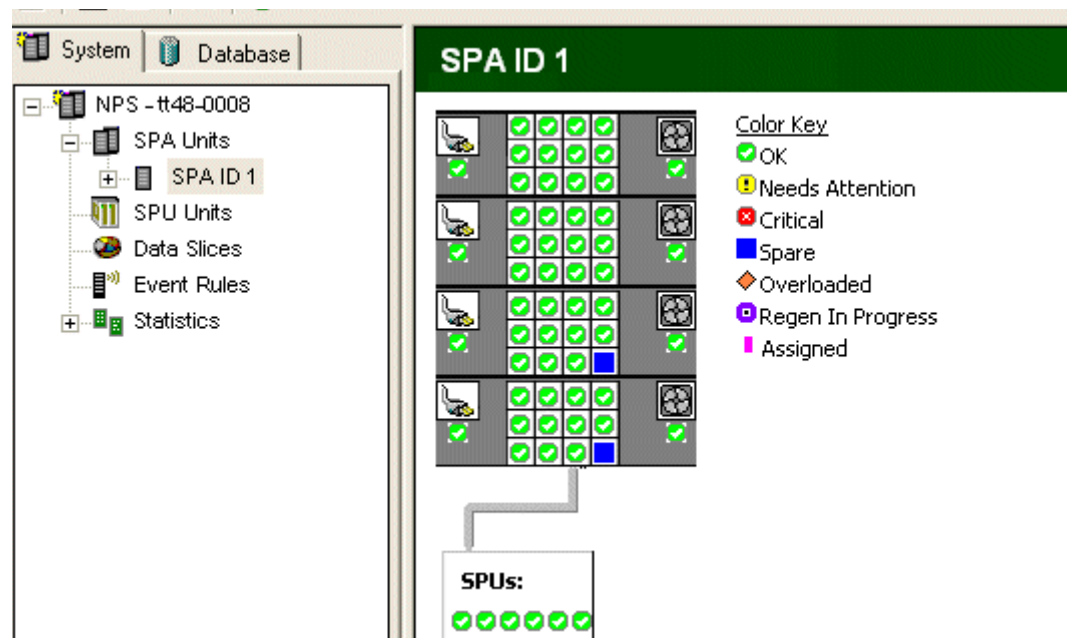 System
Database
NPS - tt48-0008
SPA Units
SPA ID 1
SPU Units
Data Slices
Event Rules
Statistics
SPA ID 1
Color Key
OK
Needs Attention
Critical
Spare
Overloaded
Regen In Progress
Assigned
SPUs: